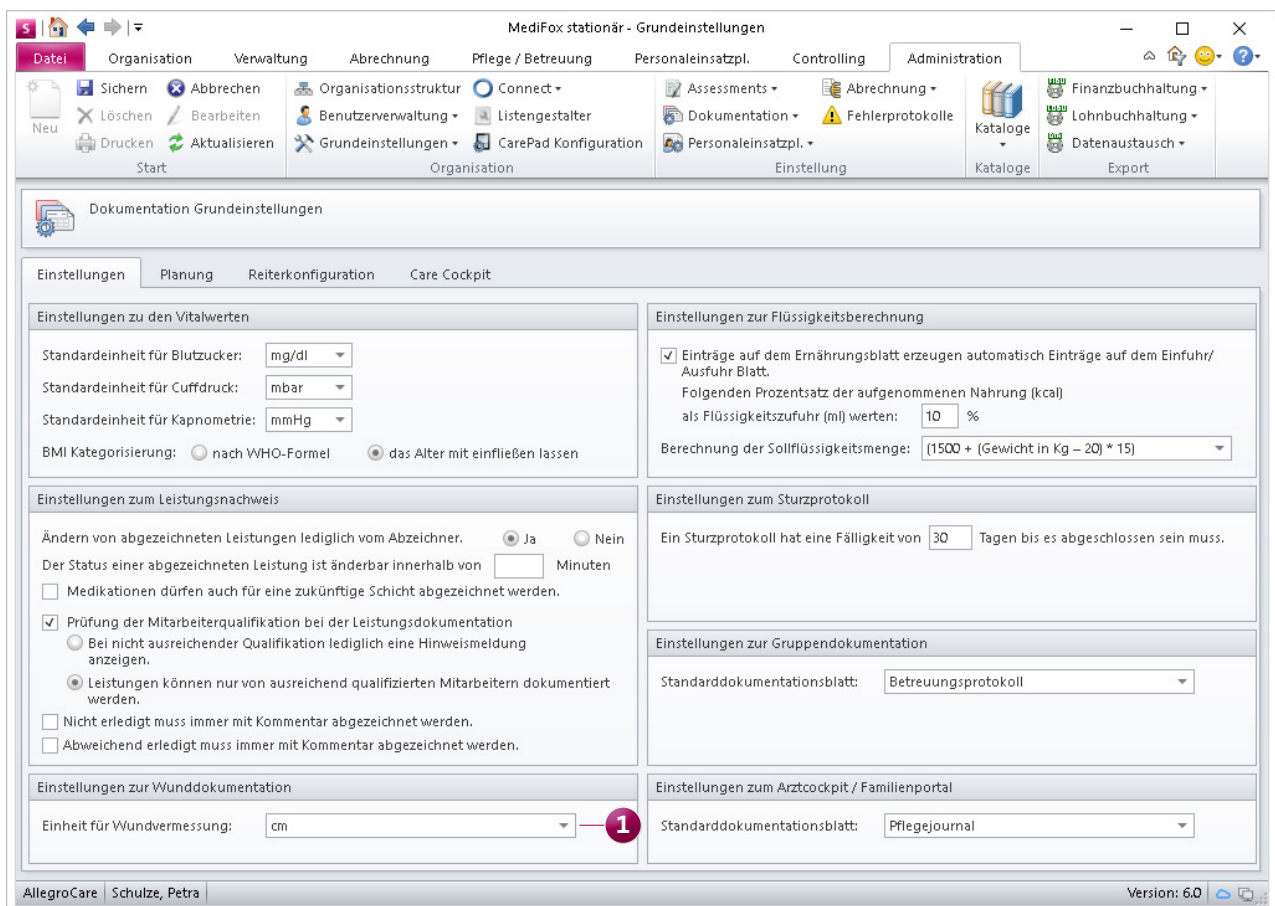 S
MediFox stationär - Grundeinstellungen
Datei Organisation Verwaltung Abrechnung Pflege / Betreuung Personaleinsatzpl. Controlling Administration
Neu
Sichern Abbrechen
Löschen Bearbeiten
Drucken Aktualisieren
Start
Organisationsstruktur Connect
Benutzerverwaltung Listengestalter
Grundeinstellungen CarePad Konfiguration
Organisation
Assessments Abrechnung
Dokumentation Fehlerprotokolle
Personaleinsatzpl.
Einstellung
Kataloge
Kataloge
Finanzbuchhaltung
Lohnbuchhaltung
Datenaustausch
Export
Dokumentation Grundeinstellungen
Einstellungen Planung Reiterkonfiguration Care Cockpit
Einstellungen zu den Vitalwerten
Standardeinheit für Blutzucker: mg/dl
Standardeinheit für Cuffdruck: mbar
Standardeinheit für Kapnometrie: mmHg
BMI Kategorisierung: nach WHO-Formel das Alter mit einfließen lassen
Einstellungen zur Flüssigkeitsberechnung
Einträge auf dem Ernährungsblatt erzeugen automatisch Einträge auf dem Einfuhr/
Ausfuhr Blatt.
Folgenden Prozentsatz der aufgenommenen Nahrung (kcal)
als Flüssigkeitszufuhr (ml) werten: 10 %
Berechnung der Sollflüssigkeitsmenge: (1500 + (Gewicht in Kg – 20) * 15)
Einstellungen zum Leistungsnachweis
Ändern von abgezeichneten Leistungen lediglich vom Abzeichner. Ja Nein
Der Status einer abgezeichneten Leistung ist änderbar innerhalb von Minuten
Medikationen dürfen auch für eine zukünftige Schicht abgezeichnet werden.
Prüfung der Mitarbeiterqualifikation bei der Leistungsdokumentation
Bei nicht ausreichender Qualifikation lediglich eine Hinweismeldung
anzeigen.
Leistungen können nur von ausreichend qualifizierten Mitarbeitern dokumentiert
werden.
Nicht erledigt muss immer mit Kommentar abgezeichnet werden.
Abweichend erledigt muss immer mit Kommentar abgezeichnet werden.
Einstellungen zum Sturzprotokoll
Ein Sturzprotokoll hat eine Fälligkeit von 30 Tagen bis es abgeschlossen sein muss.
Einstellungen zur Gruppendokumentation
Standarddokumentationsblatt: Betreuungsprotokoll
Einstellungen zur Wunddokumentation
Einheit für Wundvermessung: cm 1
Einstellungen zum Arztcockpit / Familienportal
Standarddokumentationsblatt: Pflegejournal
AllegroCare Schulze, Petra Version: 6.0